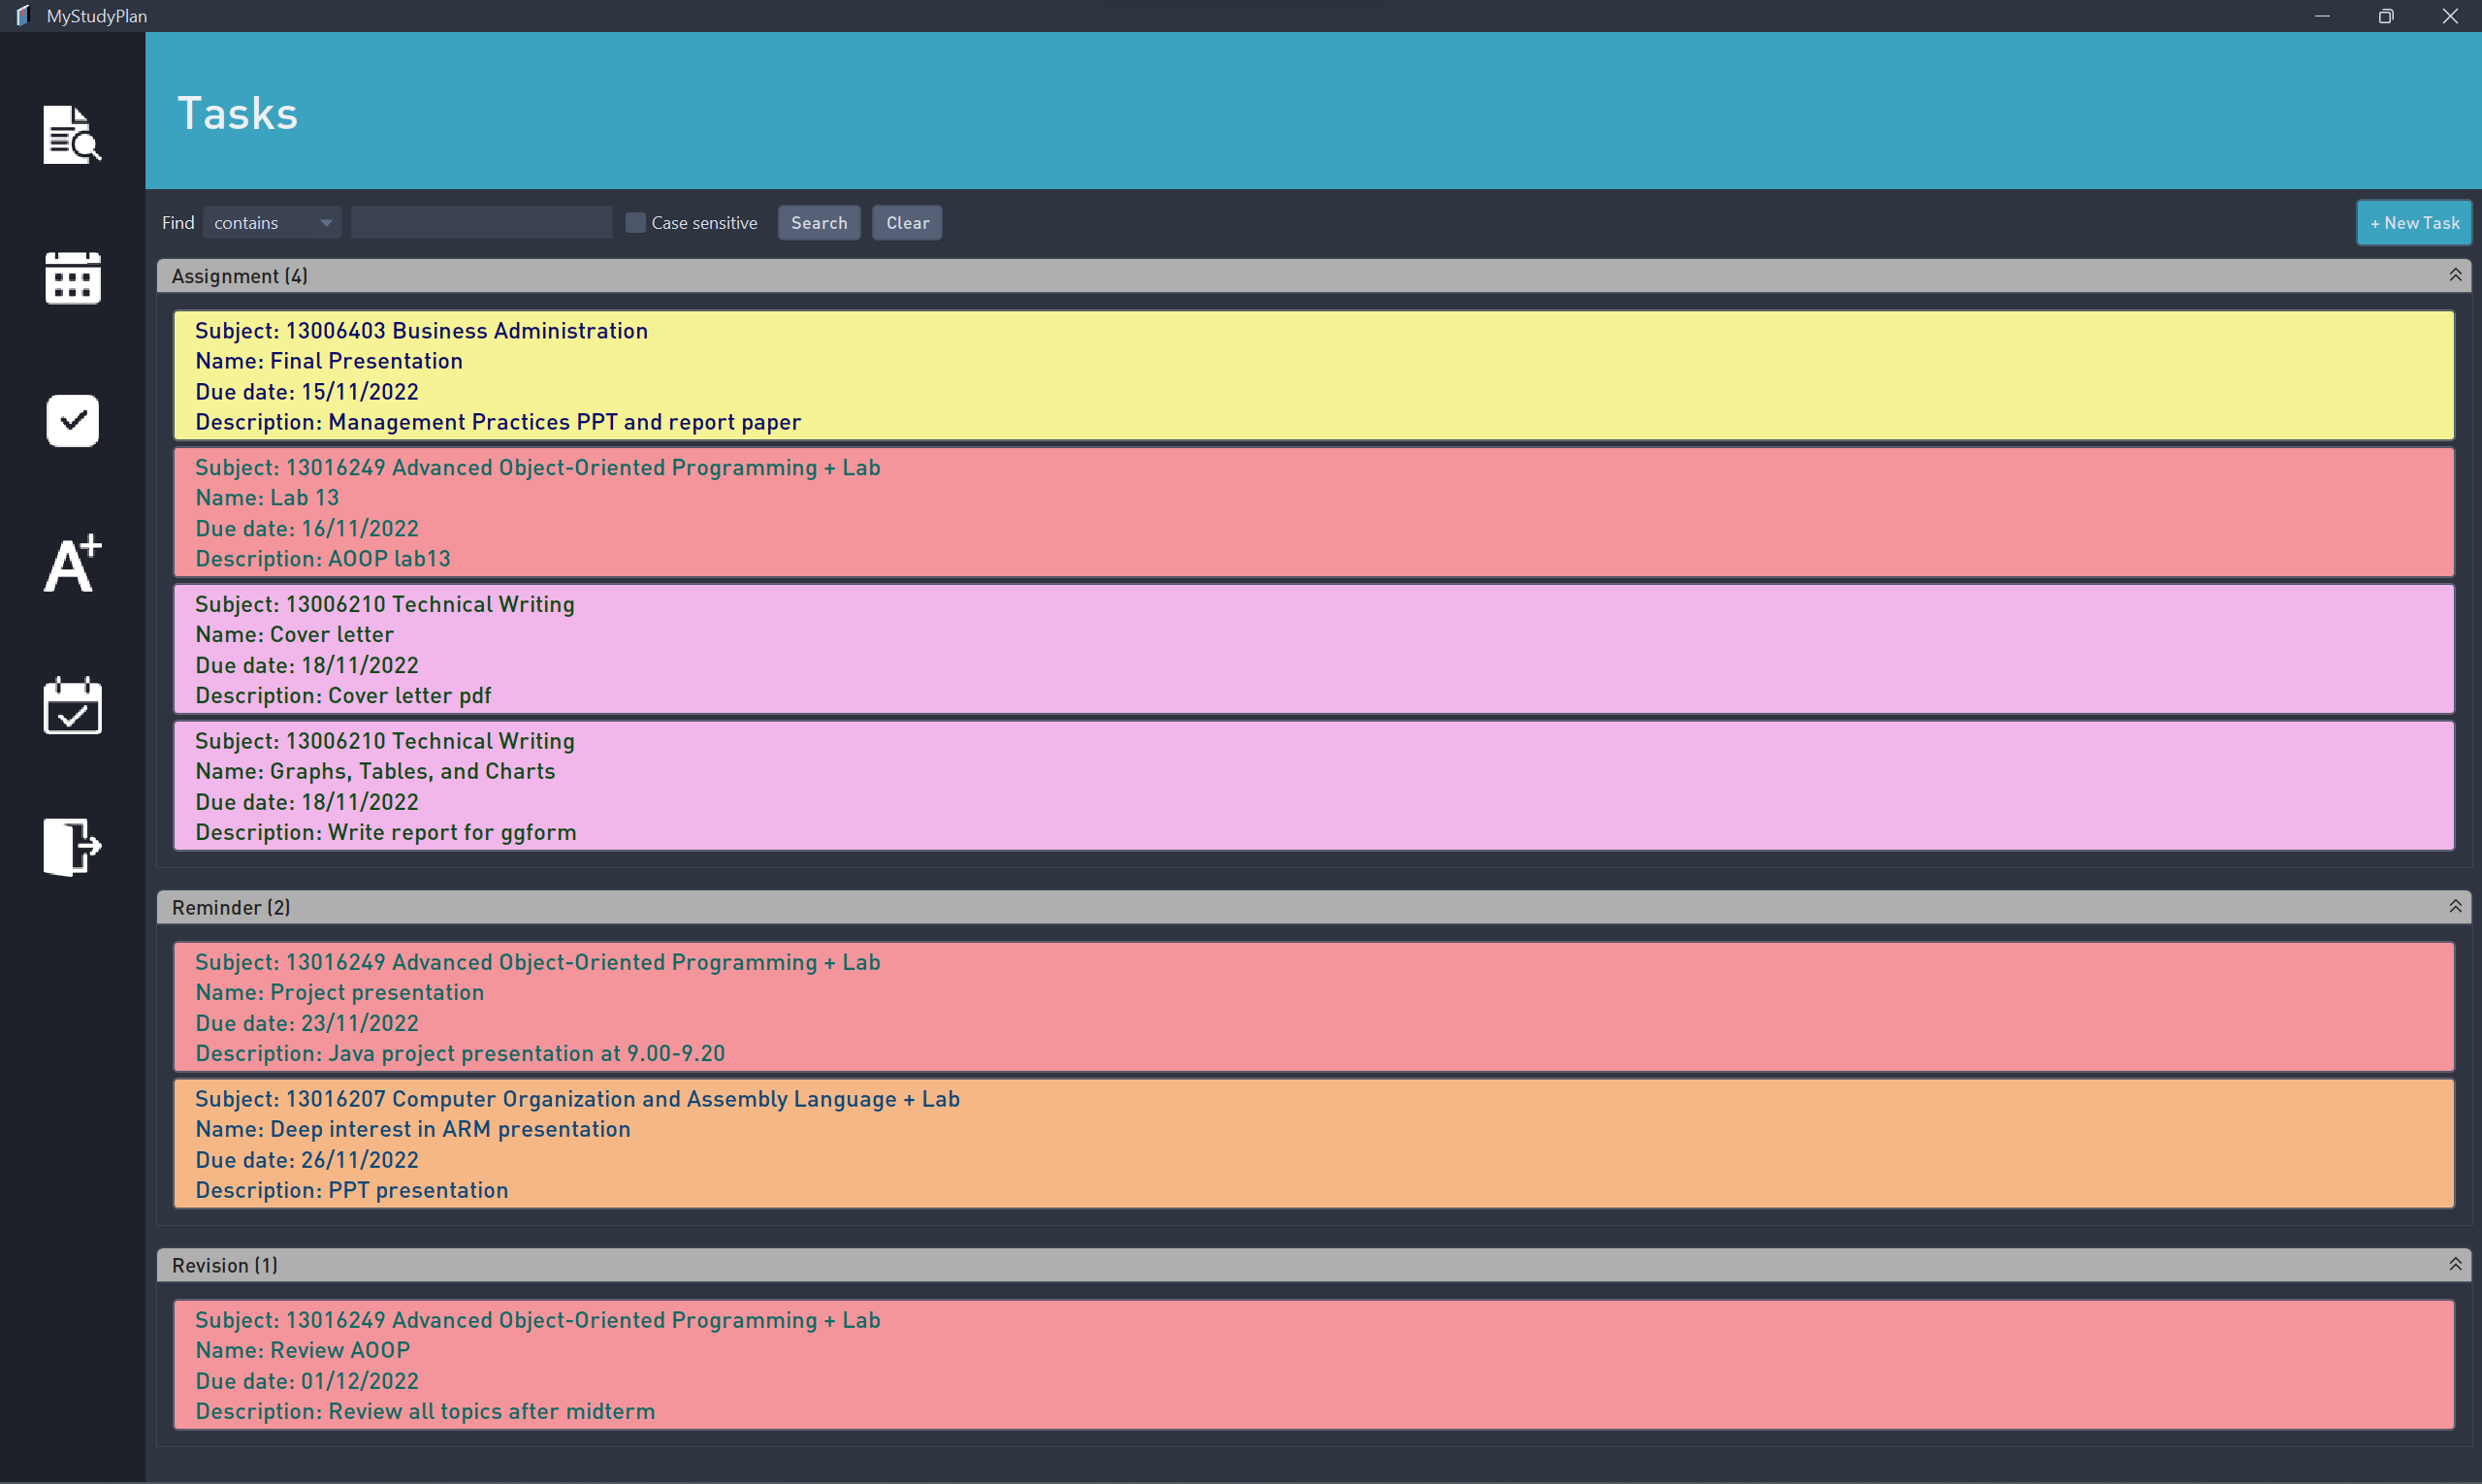 MyStudyPlan
Tasks
Find contains Case sensitive Search Clear + New Task
Assignment (4)
Subject: 13006403 Business Administration
Name: Final Presentation
Due date: 15/11/2022
Description: Management Practices PPT and report paper
Subject: 13016249 Advanced Object-Oriented Programming + Lab
Name: Lab 13
Due date: 16/11/2022
Description: AOOP lab13
Subject: 13006210 Technical Writing
Name: Cover letter
Due date: 18/11/2022
Description: Cover letter pdf
Subject: 13006210 Technical Writing
Name: Graphs, Tables, and Charts
Due date: 18/11/2022
Description: Write report for ggform
A+
Reminder (2)
Subject: 13016249 Advanced Object-Oriented Programming + Lab
Name: Project presentation
Due date: 23/11/2022
Description: Java project presentation at 9.00-9.20
Subject: 13016207 Computer Organization and Assembly Language + Lab
Name: Deep interest in ARM presentation
Due date: 26/11/2022
Description: PPT presentation
Revision (1)
Subject: 13016249 Advanced Object-Oriented Programming + Lab
Name: Review AOOP
Due date: 01/12/2022
Description: Review all topics after midterm